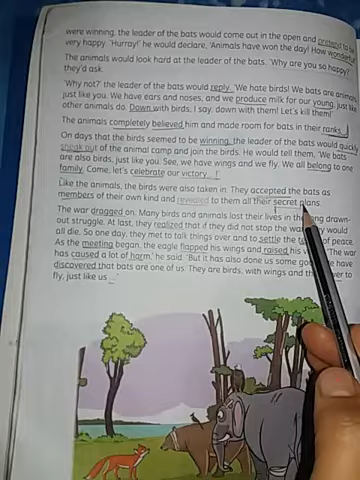 were winning, the leader of the bats would come out in the open and pretend to be
very happy. 'Hurray!' he would declare, 'Animals have won the day! How wonderful!'
The animals would look hard at the leader of the bats. 'Why are you so happy?'
they'd ask.
'Why not?' the leader of the bats would reply. 'We hate birds! We bats are animals
just like you. We have ears and noses, and we produce milk for our young, just like
other animals do. Down with birds, I say, down with them! Let's kill them!'
The animals completely believed him and made room for bats in their ranks.
On days that the birds seemed to be winning, the leader of the bats would quickly
sneak out of the animal camp and join the birds. He would tell them, 'We bats
are also birds, just like you. See, we have wings and we fly. We all belong to one
family. Come, let's celebrate our victory !'
Like the animals, the birds were also taken in. They accepted the bats as
members of their own kind and revealed to them all their secret plans.
The war dragged on. Many birds and animals lost their lives in the long drawn-
out struggle. At last, they realized that if they did not stop the war, they would
all die. So one day, they met to talk things over and to settle the of peace.
As the meeting began, the eagle flapped his wings and raised his 'The war
has caused a lot of harm,' he said. 'But it has also done us some good. We have
discovered that bats are one of us. They are birds, with wings and the to
fly, just like us